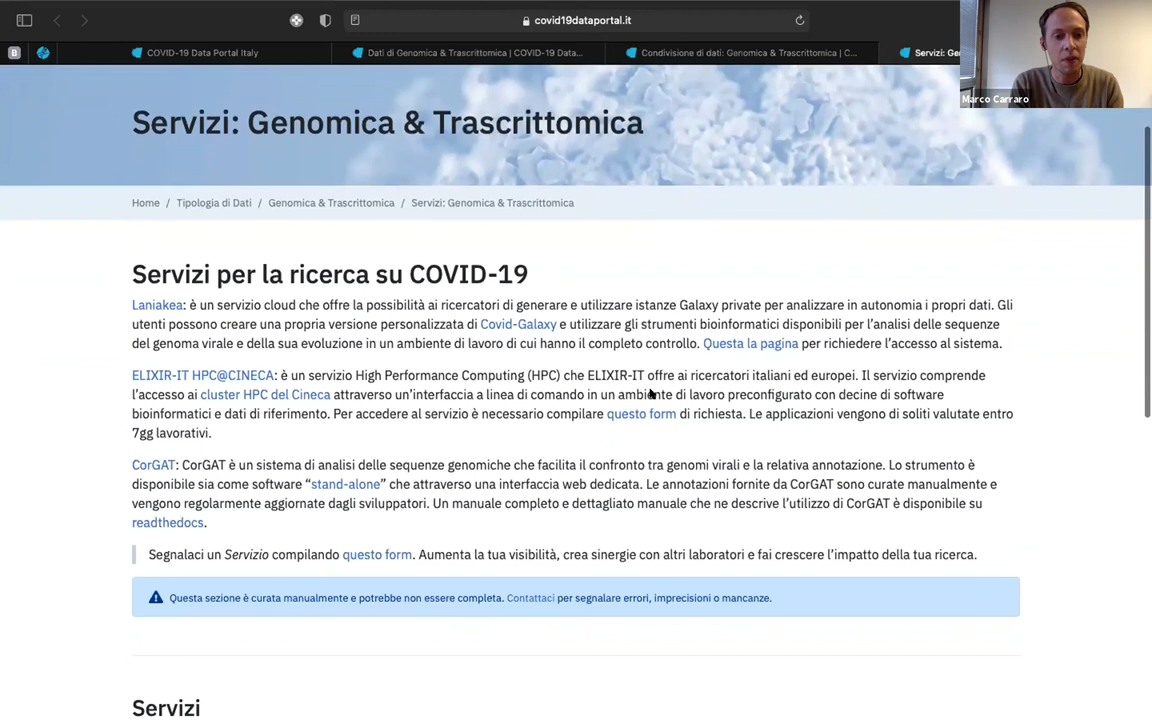 covid19dataportal.it
B
COVID-19 Data Portal Italy
Dati di Genomica & Trascrittomica | COVID-19 Data...
Condivisione di dati: Genomica & Trascrittomica | C...
Servizi: Ge
Marco Carraro
Servizi: Genomica & Trascrittomica
Home / Tipologia di Dati / Genomica & Trascrittomica / Servizi: Genomica & Trascrittomica
Servizi per la ricerca su COVID-19
Laniakea: è un servizio cloud che offre la possibilità ai ricercatori di generare e utilizzare istanze Galaxy private per analizzare in autonomia i propri dati. Gli
utenti possono creare una propria versione personalizzata di Covid-Galaxy e utilizzare gli strumenti bioinformatici disponibili per l'analisi delle sequenze
del genoma virale e della sua evoluzione in un ambiente di lavoro di cui hanno il completo controllo. Questa la pagina per richiedere l'accesso al sistema.
ELIXIR-IT HPC@CINECA: è un servizio High Performance Computing (HPC) che ELIXIR-IT offre ai ricercatori italiani ed europei. Il servizio comprende
l'accesso ai cluster HPC del Cineca attraverso un'interfaccia a linea di comando in un ambiente di lavoro preconfigurato con decine di software
bioinformatici e dati di riferimento. Per accedere al servizio è necessario compilare questo form di richiesta. Le applicazioni vengono di soliti valutate entro
7gg lavorativi.
CorGAT: CorGAT è un sistema di analisi delle sequenze genomiche che facilita il confronto tra genomi virali e la relativa annotazione. Lo strumento è
disponibile sia come software “stand-alone” che attraverso una interfaccia web dedicata. Le annotazioni fornite da CorGAT sono curate manualmente e
vengono regolarmente aggiornate dagli sviluppatori. Un manuale completo e dettagliato manuale che ne descrive l'utilizzo di CorGAT è disponibile su
readthedocs.
Segnalaci un Servizio compilando questo form. Aumenta la tua visibilità, crea sinergie con altri laboratori e fai crescere l'impatto della tua ricerca.
Questa sezione è curata manualmente e potrebbe non essere completa. Contattaci per segnalare errori, imprecisioni o mancanze.
Servizi